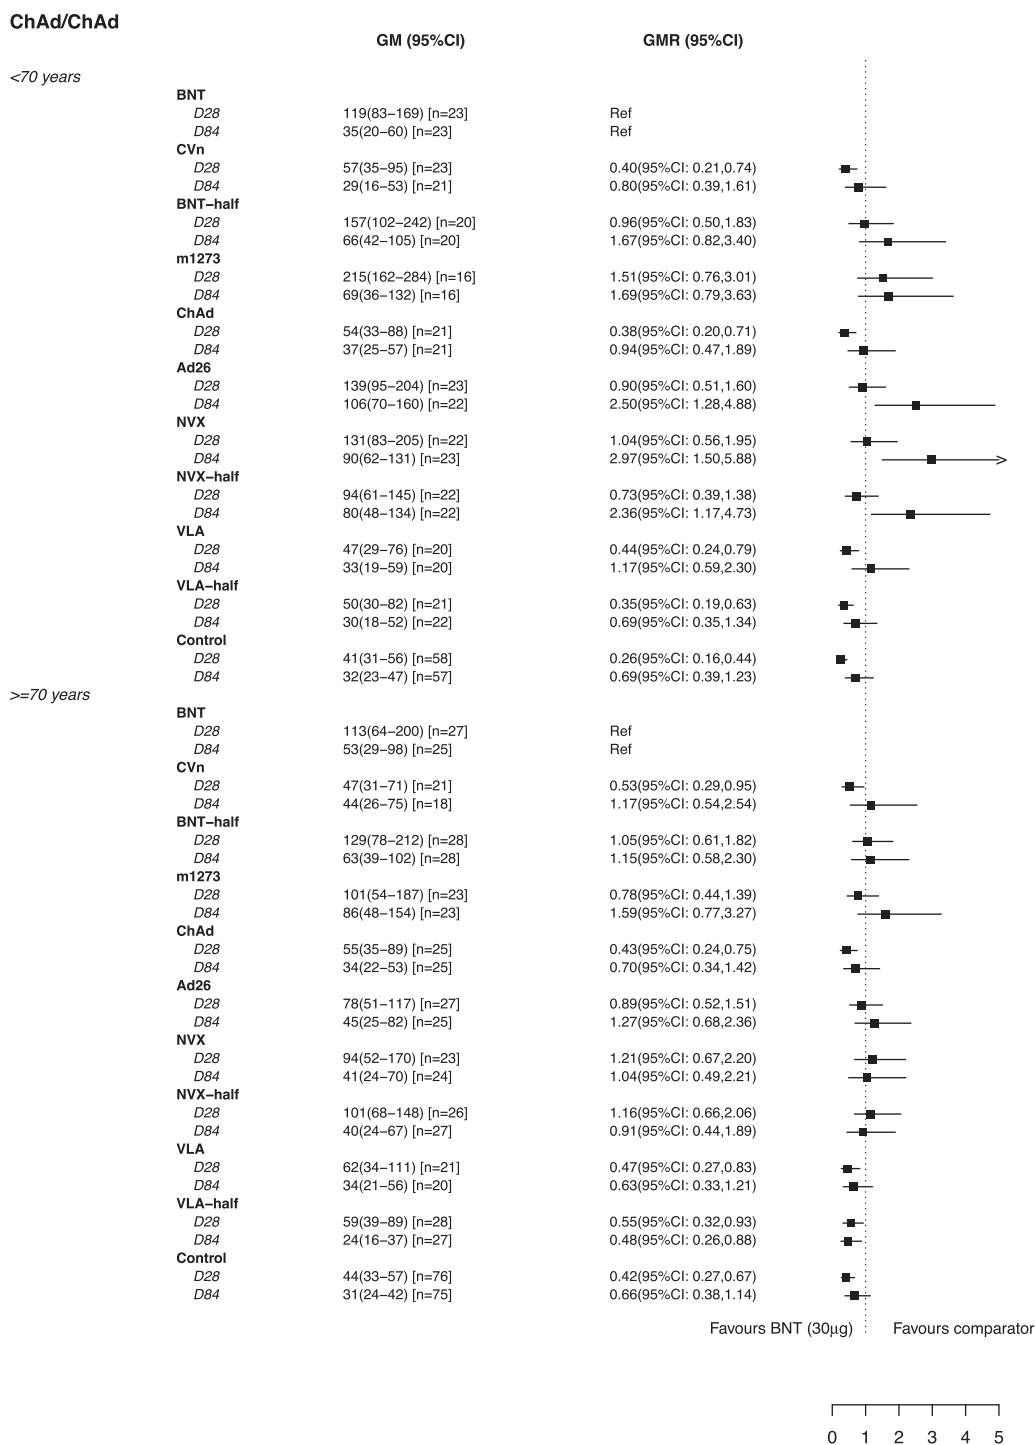 ChAd/ChAd
GM (95%CI) GMR (95%CI)
<70 years
BNT
D28 119(83−169) [n=23] Ref
D84 35(20−60) [n=23] Ref
CVn
D28 57(35−95) [n=23] 0.40(95%CI: 0.21,0.74)
D84 29(16−53) [n=21] 0.80(95%CI: 0.39,1.61)
BNT−half
D28 157(102−242) [n=20] 0.96(95%CI: 0.50,1.83)
D84 66(42−105) [n=20] 1.67(95%CI: 0.82,3.40)
m1273
D28 215(162−284) [n=16] 1.51(95%CI: 0.76,3.01)
D84 69(36−132) [n=16] 1.69(95%CI: 0.79,3.63)
ChAd
D28 54(33−88) [n=21] 0.38(95%CI: 0.20,0.71)
D84 37(25−57) [n=21] 0.94(95%CI: 0.47,1.89)
Ad26
D28 139(95−204) [n=23] 0.90(95%CI: 0.51,1.60)
D84 106(70−160) [n=22] 2.50(95%CI: 1.28,4.88)
NVX
D28 131(83−205) [n=22] 1.04(95%CI: 0.56,1.95)
D84 90(62−131) [n=23] 2.97(95%CI: 1.50,5.88)
NVX−half
D28 94(61−145) [n=22] 0.73(95%CI: 0.39,1.38)
D84 80(48−134) [n=22] 2.36(95%CI: 1.17,4.73)
VLA
D28 47(29−76) [n=20] 0.44(95%CI: 0.24,0.79)
D84 33(19−59) [n=20] 1.17(95%CI: 0.59,2.30)
VLA−half
D28 50(30−82) [n=21] 0.35(95%CI: 0.19,0.63)
D84 30(18−52) [n=22] 0.69(95%CI: 0.35,1.34)
Control
D28 41(31−56) [n=58] 0.26(95%CI: 0.16,0.44)
D84 32(23−47) [n=57] 0.69(95%CI: 0.39,1.23)
>=70 years
BNT
D28 113(64−200) [n=27] Ref
D84 53(29−98) [n=25] Ref
CVn
D28 47(31−71) [n=21] 0.53(95%CI: 0.29,0.95)
D84 44(26−75) [n=18] 1.17(95%CI: 0.54,2.54)
BNT−half
D28 129(78−212) [n=28] 1.05(95%CI: 0.61,1.82)
D84 63(39−102) [n=28] 1.15(95%CI: 0.58,2.30)
m1273
D28 101(54−187) [n=23] 0.78(95%CI: 0.44,1.39)
D84 86(48−154) [n=23] 1.59(95%CI: 0.77,3.27)
ChAd
D28 55(35−89) [n=25] 0.43(95%CI: 0.24,0.75)
D84 34(22−53) [n=25] 0.70(95%CI: 0.34,1.42)
Ad26
D28 78(51−117) [n=27] 0.89(95%CI: 0.52,1.51)
D84 45(25−82) [n=25] 1.27(95%CI: 0.68,2.36)
NVX
D28 94(52−170) [n=23] 1.21(95%CI: 0.67,2.20)
D84 41(24−70) [n=24] 1.04(95%CI: 0.49,2.21)
NVX−half
D28 101(68−148) [n=26] 1.16(95%CI: 0.66,2.06)
D84 40(24−67) [n=27] 0.91(95%CI: 0.44,1.89)
VLA
D28 62(34−111) [n=21] 0.47(95%CI: 0.27,0.83)
D84 34(21−56) [n=20] 0.63(95%CI: 0.33,1.21)
VLA−half
D28 59(39−89) [n=28] 0.55(95%CI: 0.32,0.93)
D84 24(16−37) [n=27] 0.48(95%CI: 0.26,0.88)
Control
D28 44(33−57) [n=76] 0.42(95%CI: 0.27,0.67)
D84 31(24−42) [n=75] 0.66(95%CI: 0.38,1.14)
Favours BNT (30μg) Favours comparator
0 1 2 3 4 5